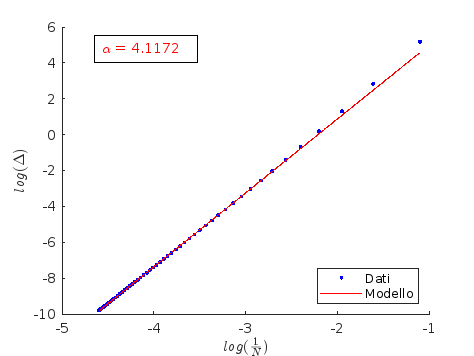 6
α = 4.1172
4
2
0
log(Δ)
-2
-4
-6
-8
Dati
Modello
-10
-5 -4 -3 -2 -1
log(1/N)